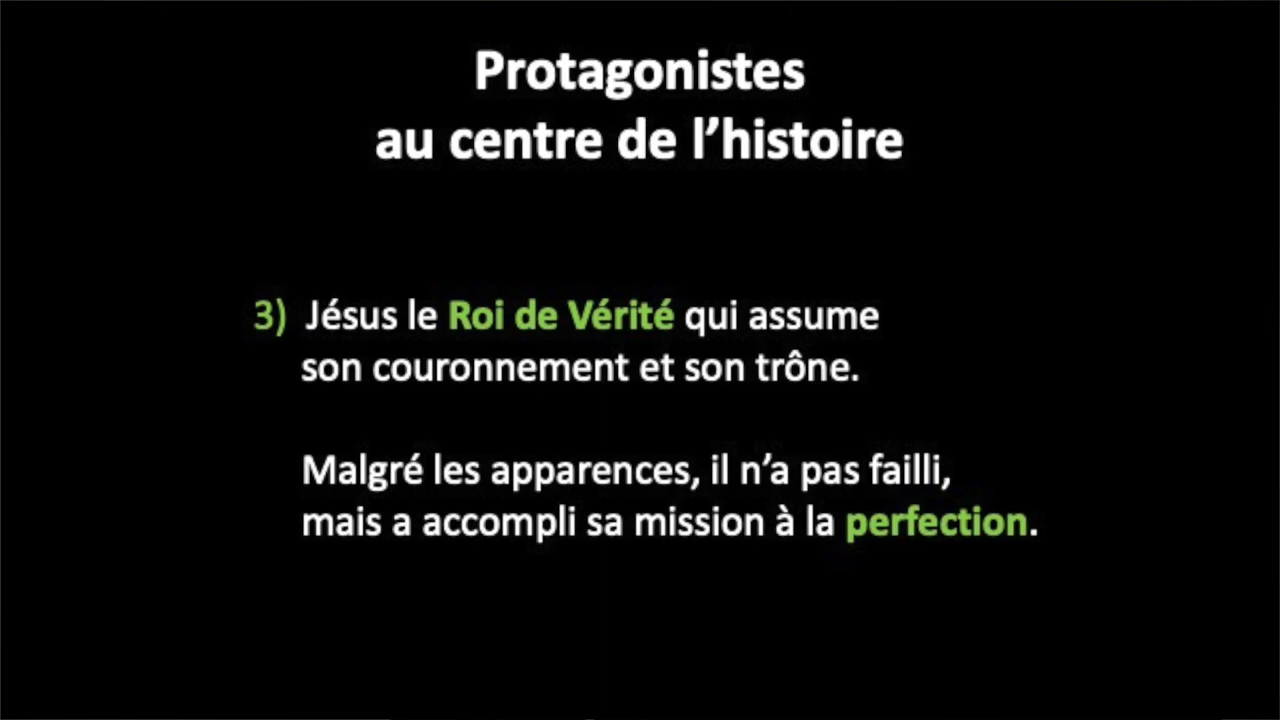 Protagonistes
au centre de l’histoire
3) Jésus le Roi de Vérité qui assume
son couronnement et son trône.
Malgré les apparences, il n’a pas failli,
mais a accompli sa mission à la perfection.